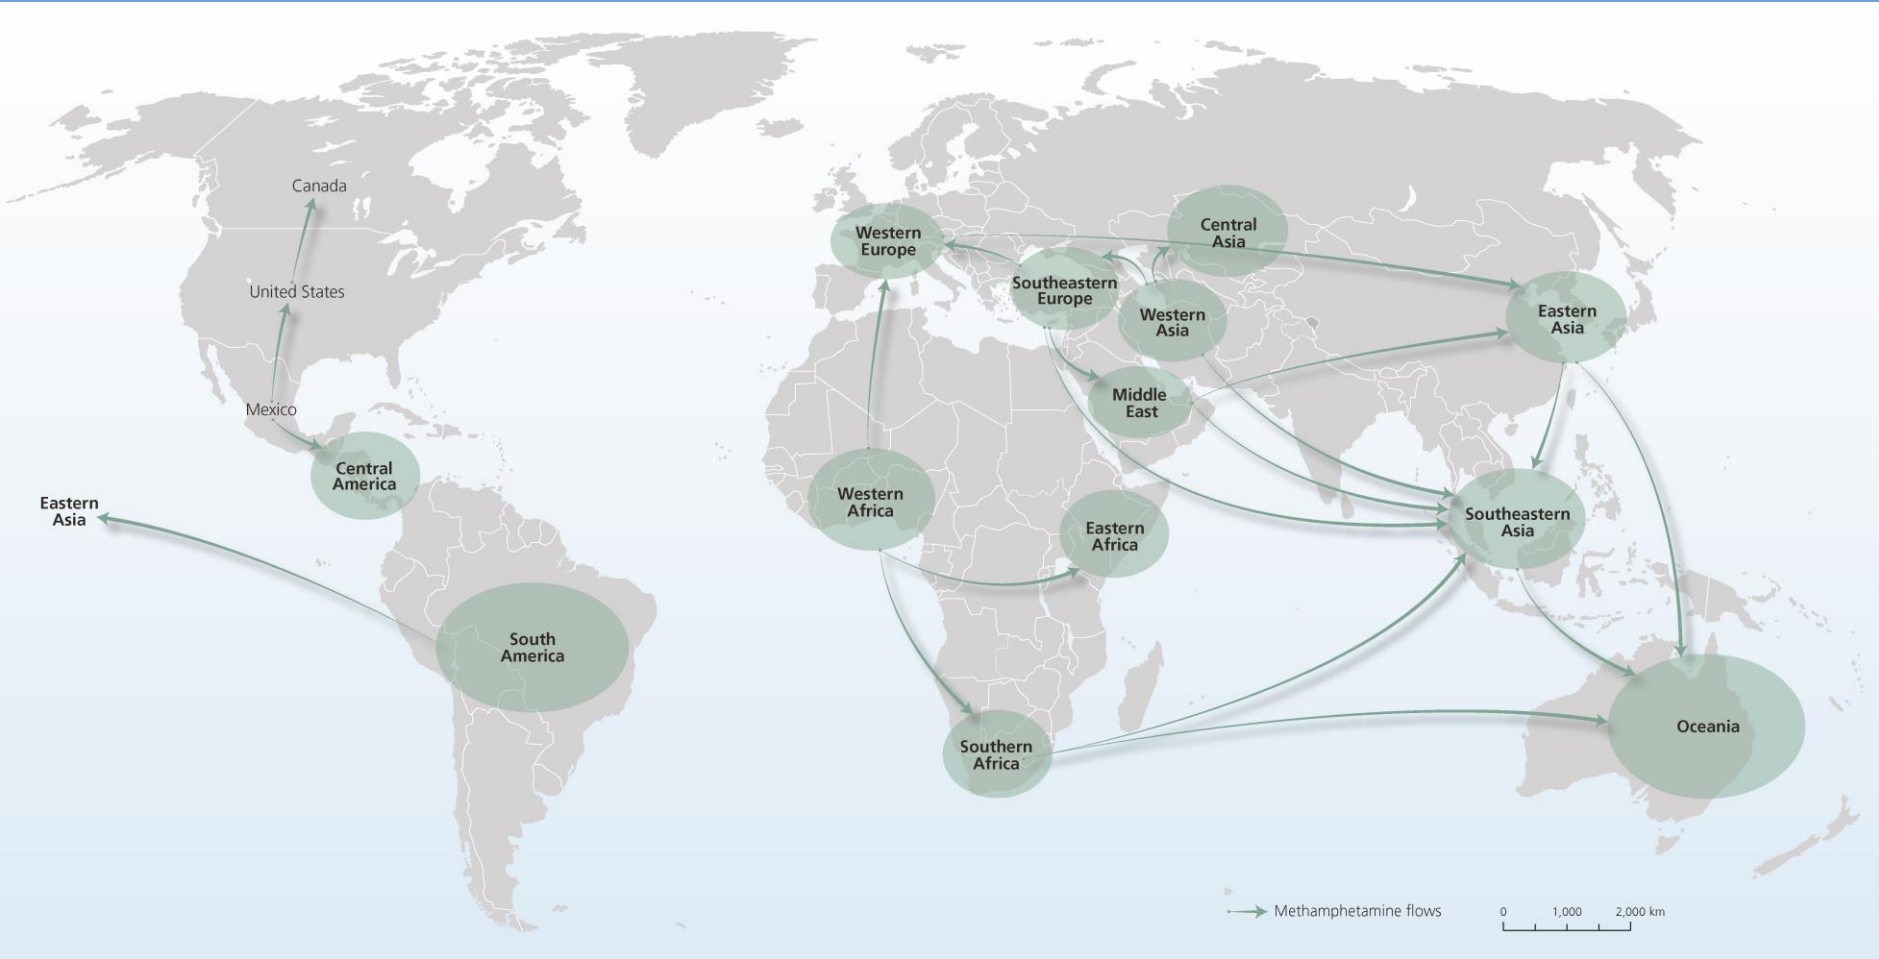 Canada
United States
Mexico
Central
America
Eastern
Asia
South
America
Western
Europe
Central
Asia
Southeastern
Europe
Western
Asia
Eastern
Asia
Middle
East
Western
Africa
Eastern
Africa
Southeastern
Asia
Southern
Africa
Oceania
Methamphetamine flows
0 1,000 2,000 km